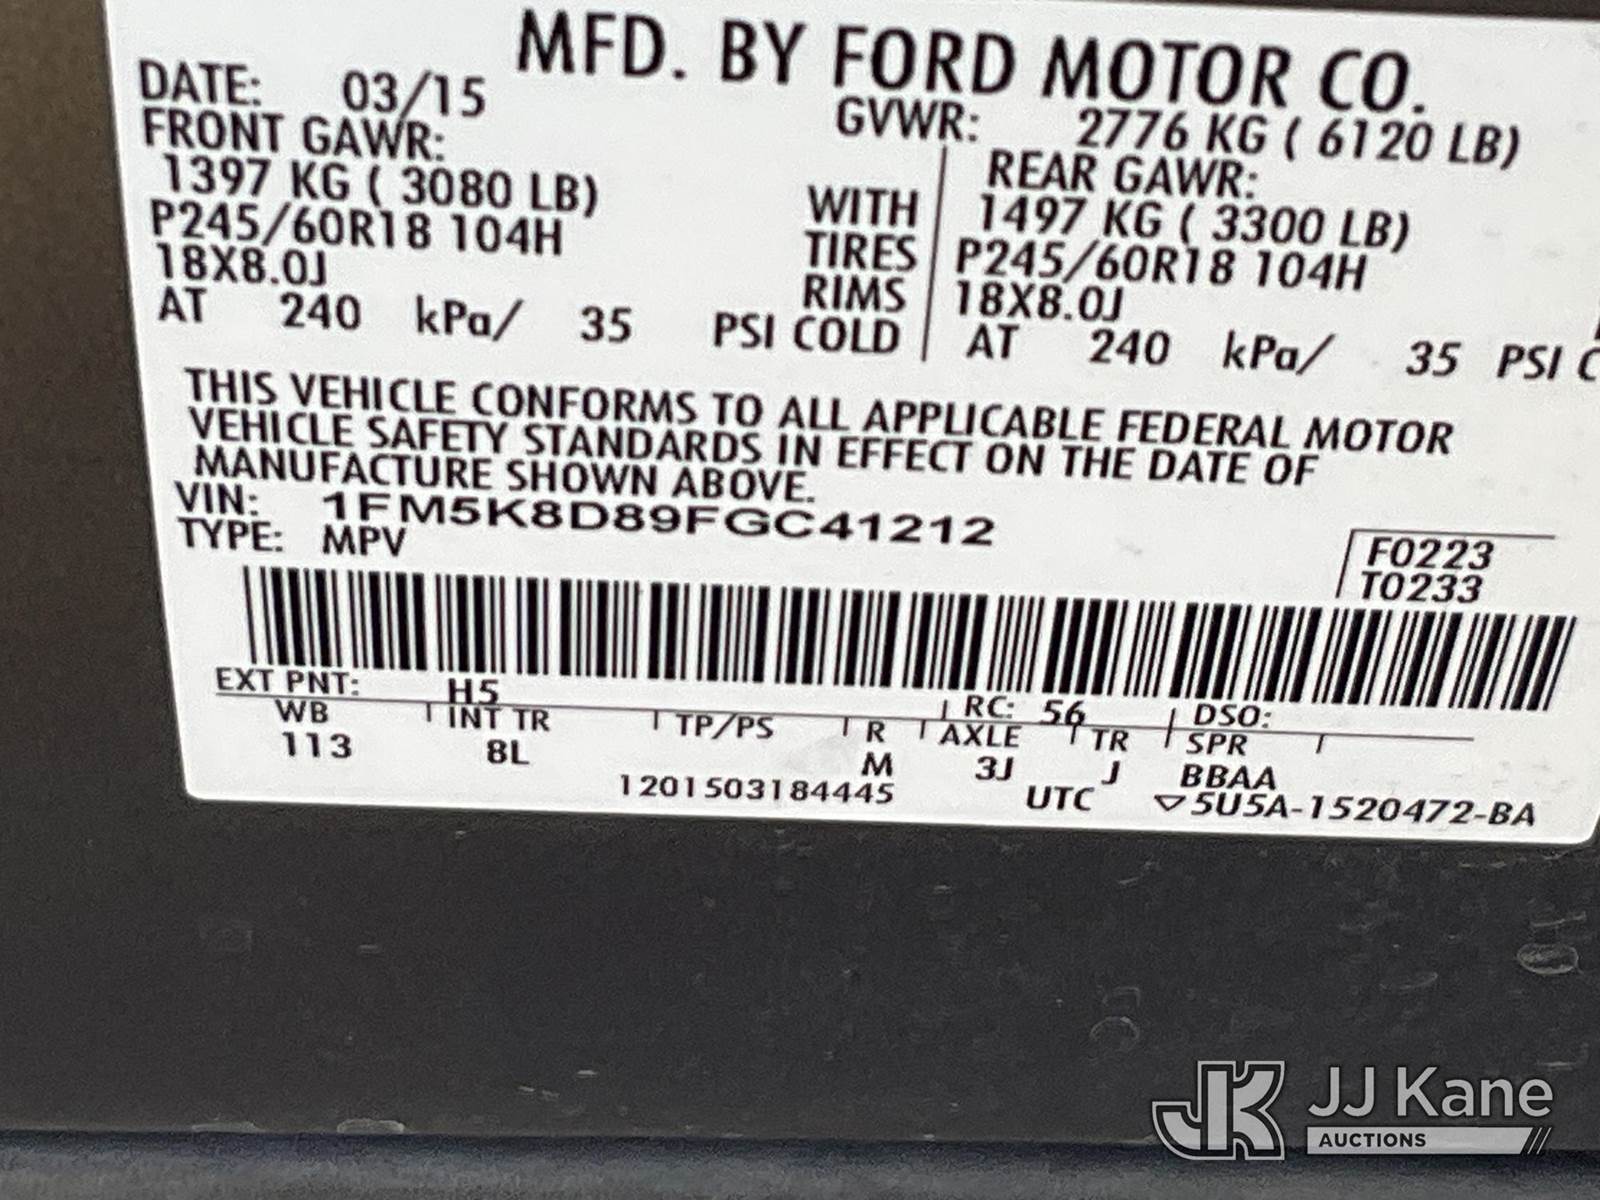 MFD. BY FORD MOTOR CO.
DATE: 03/15 GVWR: 2776 KG ( 6120 LB)
FRONT GAWR: REAR GAWR:
1397 KG ( 3080 LB) WITH 1497 KG ( 3300 LB)
P245/60R18 104H TIRES P245/60R18 104H
18X8.0J RIMS 18X8.0J
AT 240 kPa/ 35 PSI COLD AT 240 kPa/ 35 PSI C
THIS VEHICLE CONFORMS TO ALL APPLICABLE FEDERAL MOTOR
VEHICLE SAFETY STANDARDS IN EFFECT ON THE DATE OF
MANUFACTURE SHOWN ABOVE.
VIN: 1FM5K8D89FGC41212
TYPE: MPV
F0223
T0233
EXT PNT: H5 RC: 56 DSO:
WB INT TR TP/PS R AXLE TR SPR
113 8L M 3J J BBAA
1201503184445 UTC ▽5U5A-1520472-BA
JK JJ Kane
AUCTIONS